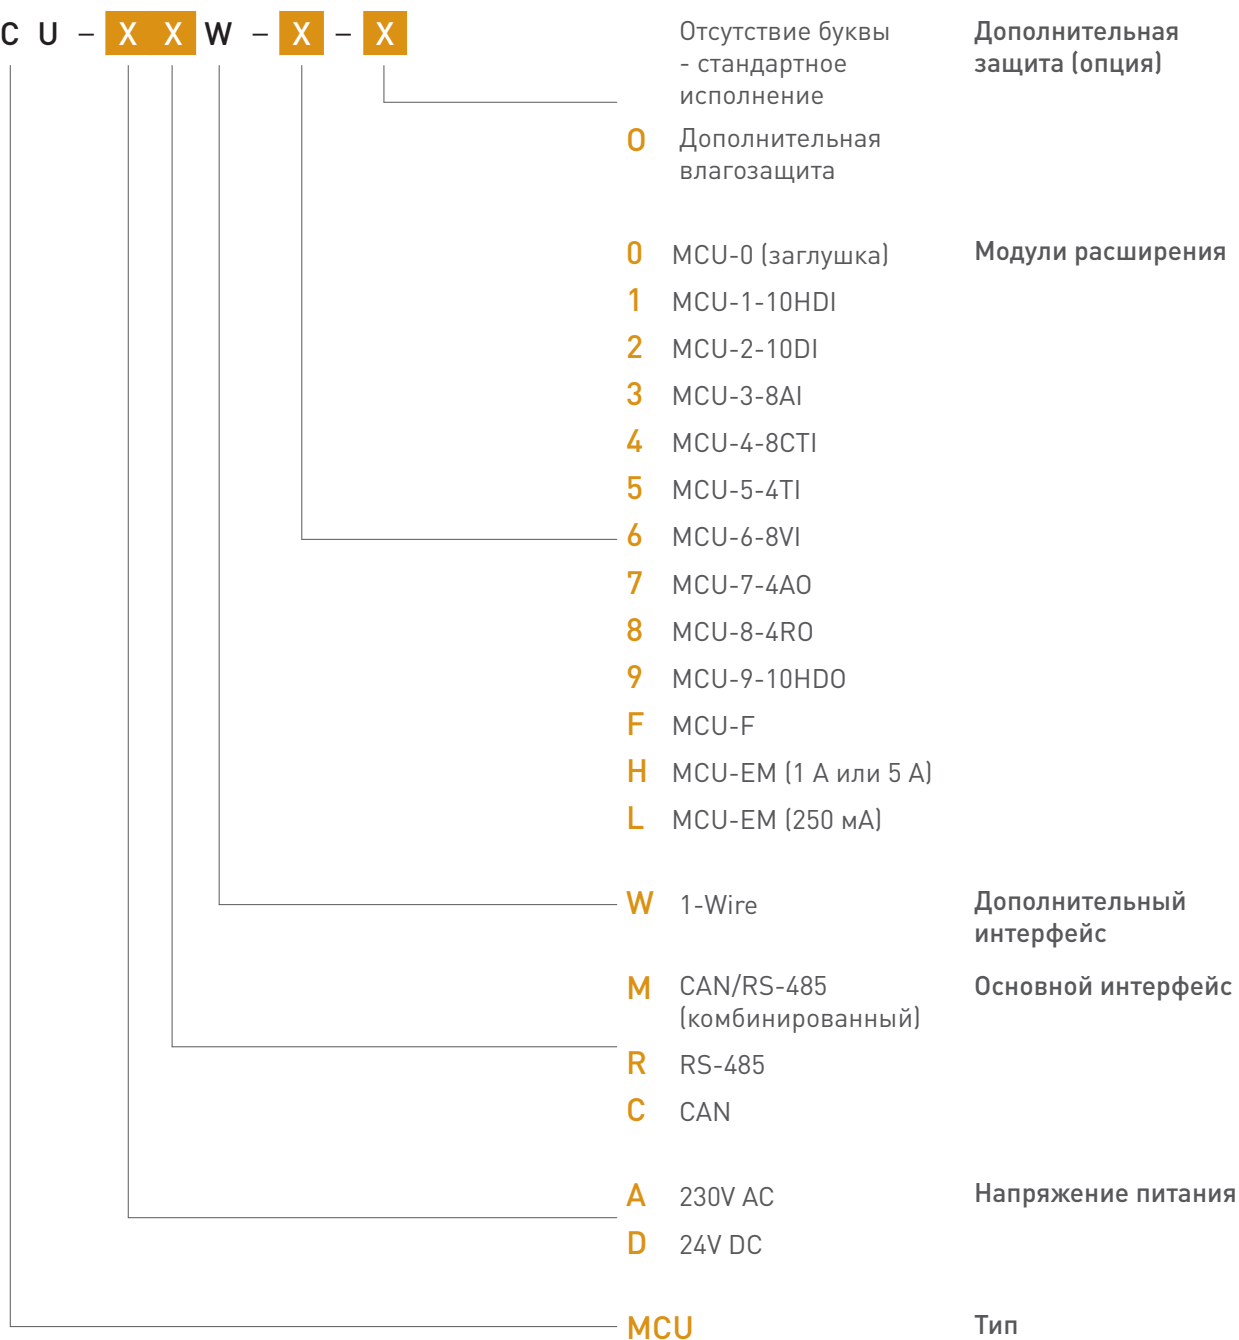 C U – X X W – X – X
Отсутствие буквы
- стандартное
исполнение
Дополнительная
защита (опция)
O Дополнительная
влагозащита
0 MCU-0 (заглушка)
Модули расширения
1 MCU-1-10HDI
2 MCU-2-10DI
3 MCU-3-8AI
4 MCU-4-8CTI
5 MCU-5-4TI
6 MCU-6-8VI
7 MCU-7-4AO
8 MCU-8-4RO
9 MCU-9-10HDO
F MCU-F
H MCU-EM (1 А или 5 А)
L MCU-EM (250 мА)
W 1-Wire
Дополнительный
интерфейс
M CAN/RS-485
(комбинированный)
Основной интерфейс
R RS-485
C CAN
A 230V AC
Напряжение питания
D 24V DC
MCU
Тип